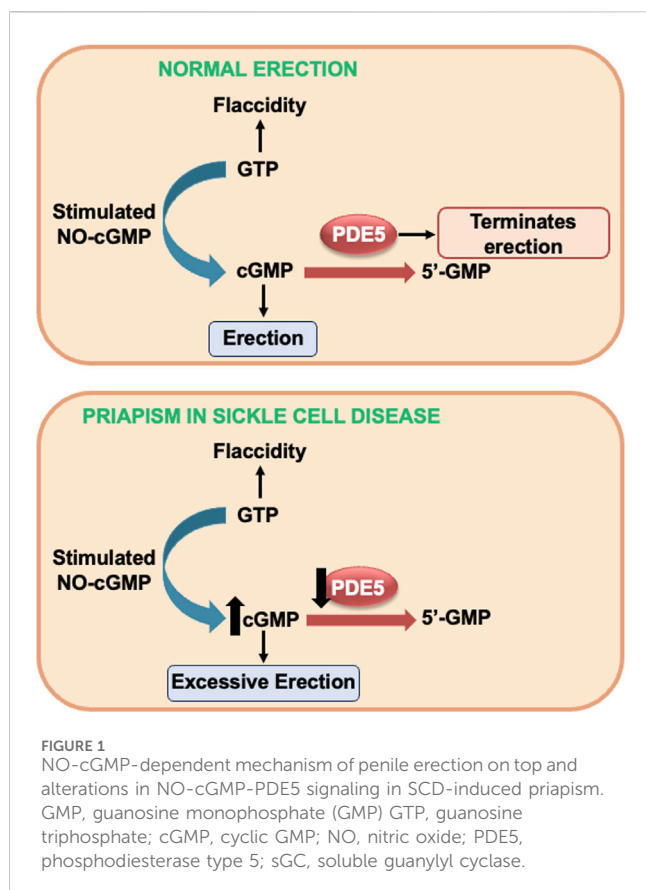 NORMAL ERECTION
Flaccidity
GTP
Stimulated
NO-cGMP
PDE5
Terminates
erection
cGMP
5'-GMP
Erection
PRIAPISM IN SICKLE CELL DISEASE
Flaccidity
GTP
Stimulated
NO-cGMP
PDE5
cGMP
5'-GMP
Excessive Erection
FIGURE 1
NO-cGMP-dependent mechanism of penile erection on top and
alterations in NO-cGMP-PDE5 signaling in SCD-induced priapism.
GMP, guanosine monophosphate (GMP) GTP, guanosine
triphosphate; cGMP, cyclic GMP; NO, nitric oxide; PDE5,
phosphodiesterase type 5; sGC, soluble guanylyl cyclase.